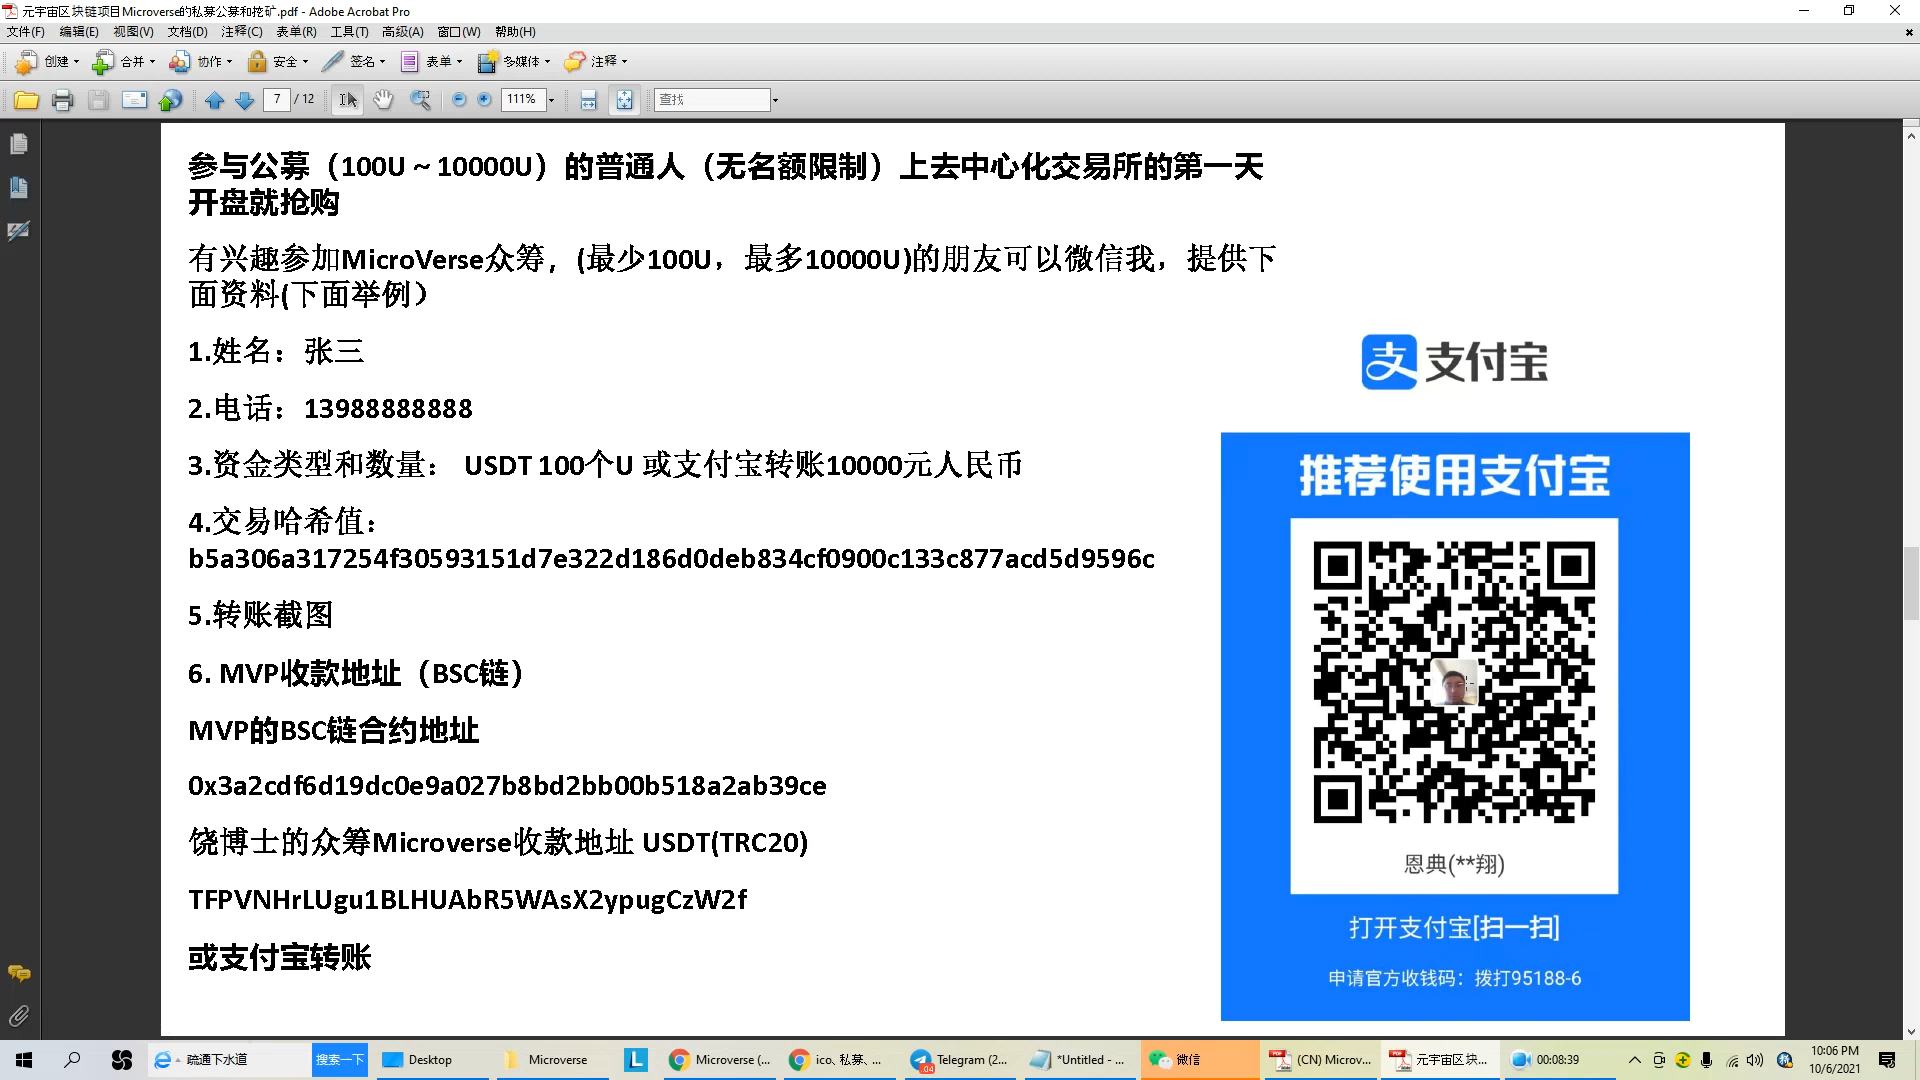 元宇宙区块链项目Microverse的私募公募和挖矿.pdf - Adobe Acrobat Pro
文件(F) 编辑(E) 视图(V) 文档(D) 注释(C) 表单(R) 工具(T) 高级(A) 窗口(W) 帮助(H)
创建 合并 协作 安全 签名 表单 多媒体 注释
7 / 12 111% 查找
参与公募（100U ~ 10000U）的普通人（无名额限制）上去中心化交易所的第一天
开盘就抢购
有兴趣参加MicroVerse众筹，(最少100U，最多10000U)的朋友可以微信我，提供下
面资料(下面举例）
1.姓名：张三
2.电话：13988888888
3.资金类型和数量： USDT 100个U 或支付宝转账10000元人民币
4.交易哈希值：
b5a306a317254f30593151d7e322d186d0deb834cf0900c133c877acd5d9596c
5.转账截图
6. MVP收款地址（BSC链）
MVP的BSC链合约地址
0x3a2cdf6d19dc0e9a027b8bd2bb00b518a2ab39ce
饶博士的众筹Microverse收款地址 USDT(TRC20)
TFPVNHrLUgu1BLHUAbR5WAsX2ypugCzW2f
或支付宝转账
支 支付宝
推荐使用支付宝
恩典(**翔)
打开支付宝[扫一扫]
申请官方收钱码：拨打95188-6
疏通下水道 搜索一下 Desktop Microverse L Microverse (... ico、私募、... Telegram (2... *Untitled - ... 微信 (CN) Microv... 元宇宙区块... 00:08:39
10:06 PM
10/6/2021